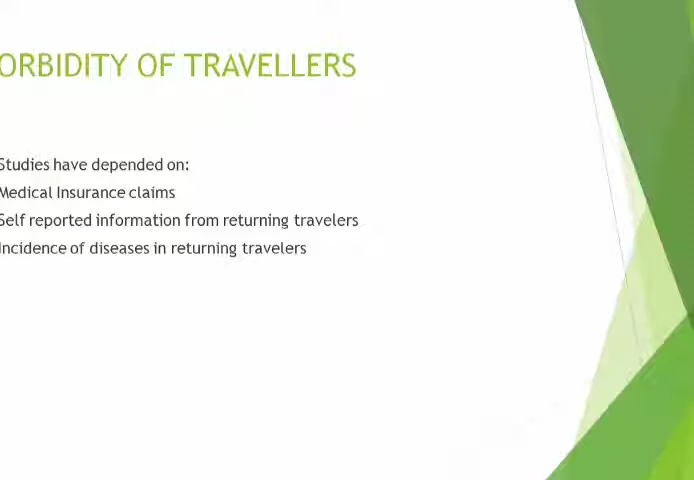 ORBIDITY OF TRAVELLERS
Studies have depended on:
Medical Insurance claims
Self reported information from returning travelers
Incidence of diseases in returning travelers